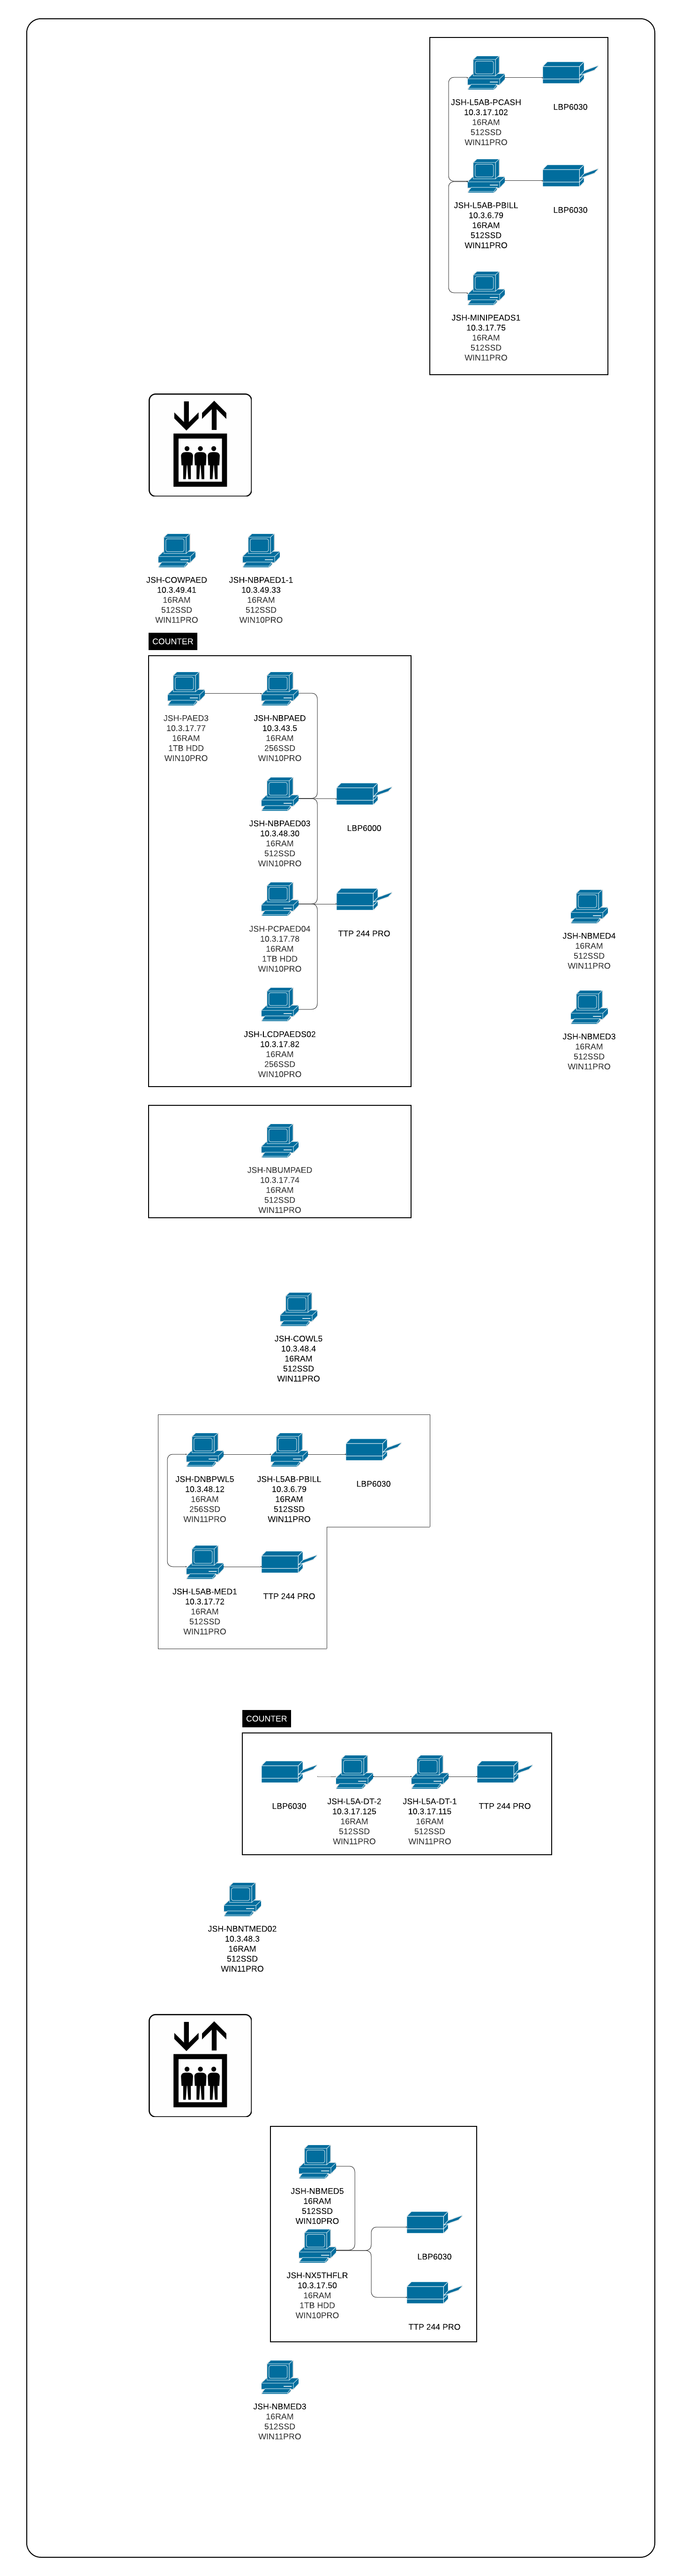 JSH-L5AB-PCASH
10.3.17.102
16RAM
512SSD
WIN11PRO
LBP6030
JSH-L5AB-PBILL
10.3.6.79
16RAM
512SSD
WIN11PRO
LBP6030
JSH-MINIPEADS1
10.3.17.75
16RAM
512SSD
WIN11PRO
JSH-COWPAED
10.3.49.41
16RAM
512SSD
WIN11PRO
JSH-NBPAED1-1
10.3.49.33
16RAM
512SSD
WIN10PRO
COUNTER
JSH-PAED3
10.3.17.77
16RAM
1TB HDD
WIN10PRO
JSH-NBPAED
10.3.43.5
16RAM
256SSD
WIN10PRO
JSH-NBPAED03
10.3.48.30
16RAM
512SSD
WIN10PRO
LBP6000
JSH-PCPAED04
10.3.17.78
16RAM
1TB HDD
WIN10PRO
TTP 244 PRO
JSH-LCDPAEDS02
10.3.17.82
16RAM
256SSD
WIN10PRO
JSH-NBMED4
16RAM
512SSD
WIN11PRO
JSH-NBMED3
16RAM
512SSD
WIN11PRO
JSH-NBUMPAED
10.3.17.74
16RAM
512SSD
WIN11PRO
JSH-COWL5
10.3.48.4
16RAM
512SSD
WIN11PRO
JSH-DNBPWL5
10.3.48.12
16RAM
256SSD
WIN11PRO
JSH-L5AB-PBILL
10.3.6.79
16RAM
512SSD
WIN11PRO
LBP6030
JSH-L5AB-MED1
10.3.17.72
16RAM
512SSD
WIN11PRO
TTP 244 PRO
COUNTER
LBP6030
JSH-L5A-DT-2
10.3.17.125
16RAM
512SSD
WIN11PRO
JSH-L5A-DT-1
10.3.17.115
16RAM
512SSD
WIN11PRO
TTP 244 PRO
JSH-NBNTMED02
10.3.48.3
16RAM
512SSD
WIN11PRO
JSH-NBMED5
16RAM
512SSD
WIN10PRO
JSH-NX5THFLR
10.3.17.50
16RAM
1TB HDD
WIN10PRO
LBP6030
TTP 244 PRO
JSH-NBMED3
16RAM
512SSD
WIN11PRO